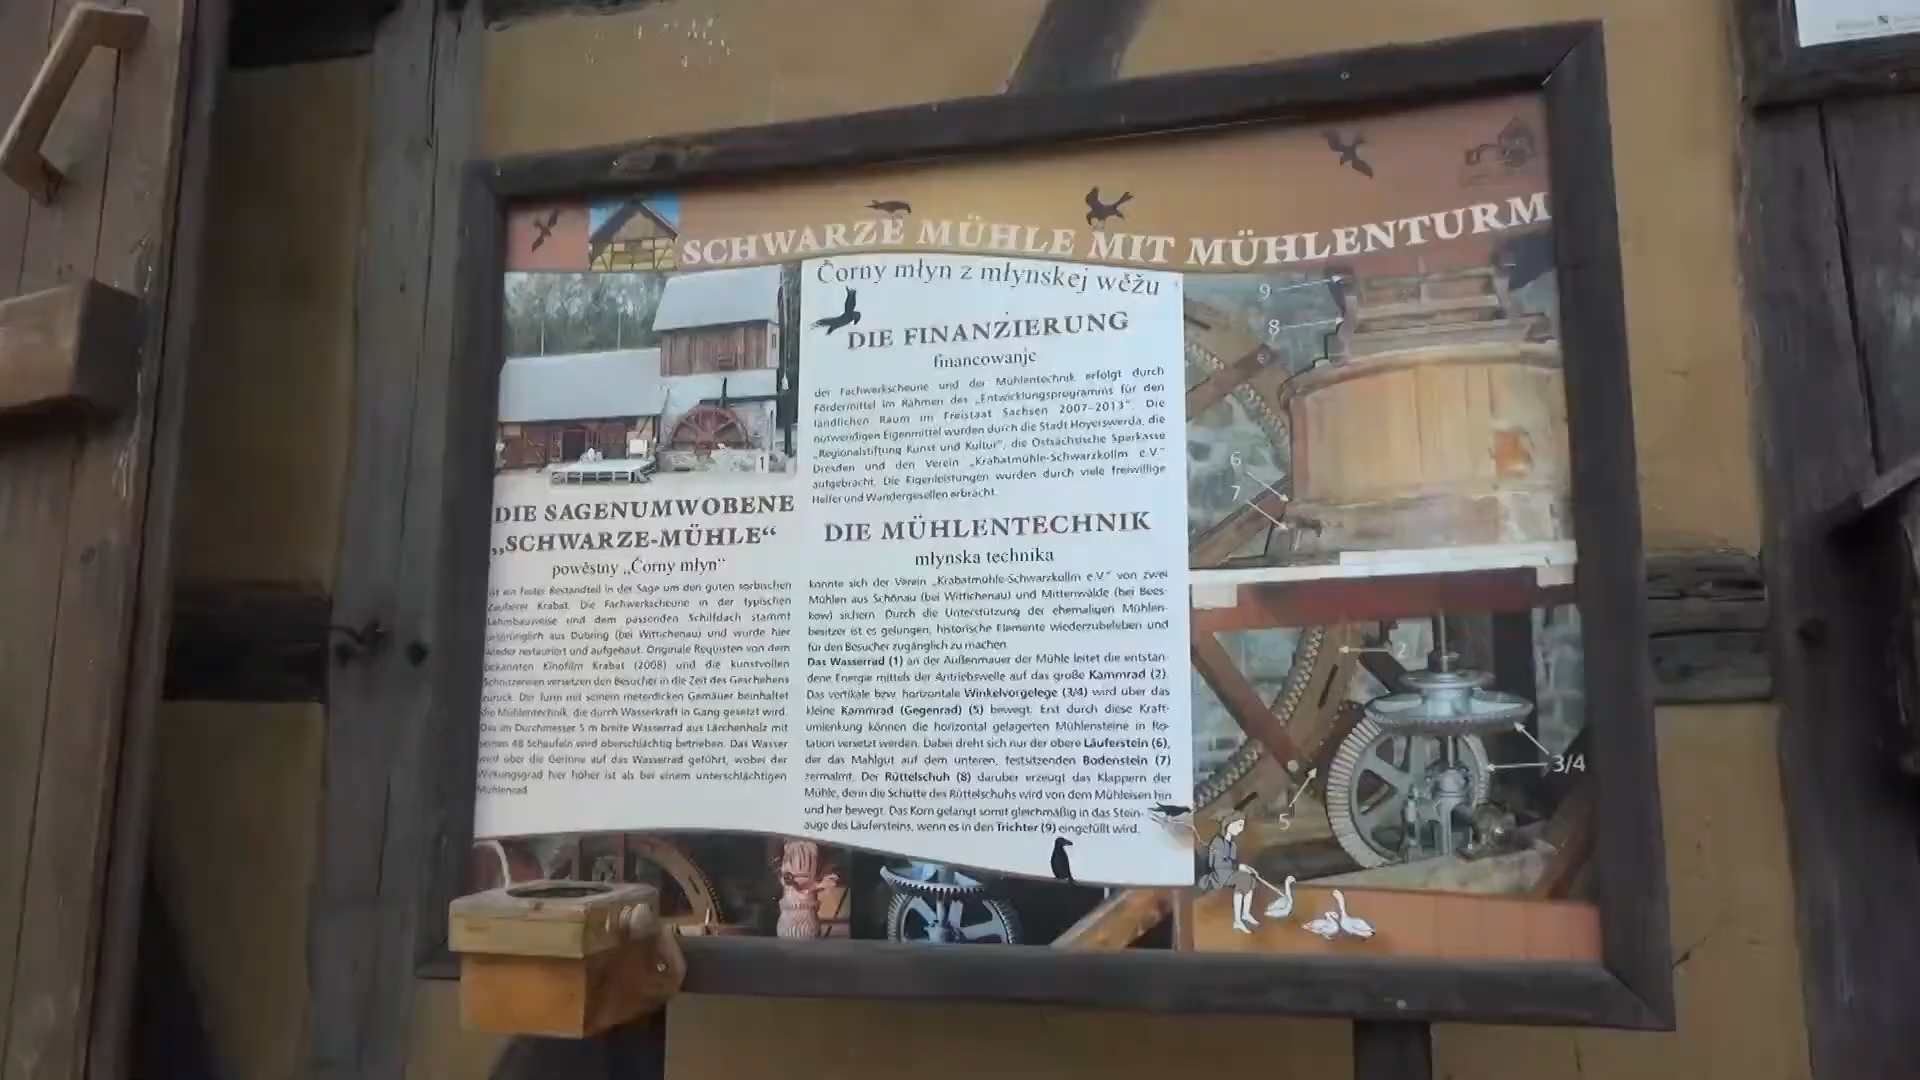 SCHWARZE MÜHLE MIT MÜHLENTURM
Čorny młyn z młynskej wěžu
1
DIE SAGENUMWOBENE
„SCHWARZE-MÜHLE“
powěstny „Čorny młyn“
ist ein fester Bestandteil in der Sage um den guten sorbischen
Zauberer Krabat. Die Fachwerkscheune in der typischen
Lehmbauweise und dem passenden Schilfdach stammt
ursprünglich aus Dubring (bei Wittichenau) und wurde hier
wieder restauriert und aufgebaut. Originale Requisten von dem
bekannten Kinofilm Krabat (2008) und die kunstvollen
Schnitzereien versetzen den Besucher in die Zeit des Geschehens
zurück. Der Turm mit seinem meterdicken Gemäuer beinhaltet
die Mühlentechnik, die durch Wasserkraft in Gang gesetzt wird.
Das im Durchmesser 5 m breite Wasserrad aus Lärchenholz mit
seinen 48 Schaufeln wird oberschlächtig betrieben. Das Wasser
wird über die Gerinne auf das Wasserrad geführt, wobei der
Wirkungsgrad hier höher ist als bei einem unterschlächtigen
Mühlenrad.
DIE FINANZIERUNG
financowanje
der Fachwerkscheune und der Mühlentechnik erfolgt durch
Fördermittel im Rahmen des „Entwicklungsprogramms für den
ländlichen Raum im Freistaat Sachsen 2007–2013“. Die
notwendigen Eigenmittel wurden durch die Stadt Hoyerswerda, die
„Regionalstiftung Kunst und Kultur“, die Ostsächsische Sparkasse
Dresden und den Verein „Krabatmühle-Schwarzkollm e.V.“
aufgebracht. Die Eigenleistungen wurden durch viele freiwillige
Helfer und Wandergesellen erbracht.
DIE MÜHLENTECHNIK
młynska technika
konnte sich der Verein „Krabatmühle-Schwarzkollm e.V.“ von zwei
Mühlen aus Schönau (bei Wittichenau) und Mittenwalde (bei Bees-
kow) sichern. Durch die Unterstützung der ehemaligen Mühlen-
besitzer ist es gelungen, historische Elemente wiederzubeleben und
für den Besucher zugänglich zu machen.
Das Wasserrad (1) an der Außenmauer der Mühle leitet die entstan-
dene Energie mittels der Antriebswelle auf das große Kammrad (2).
Das vertikale bzw. horizontale Winkelvorgelege (3/4) wird über das
kleine Kammrad (Gegenrad) (5) bewegt. Erst durch diese Kraft-
umlenkung können die horizontal gelagerten Mühlensteine in Ro-
tation versetzt werden. Dabei dreht sich nur der obere Läuferstein (6),
der das Mahlgut auf dem unteren, festsitzenden Bodenstein (7)
zermalmt. Der Rüttelschuh (8) darüber erzeugt das Klappern der
Mühle, denn die Schütte des Rüttelschuhs wird von dem Mühleisen hin
und her bewegt. Das Korn gelangt somit gleichmäßig in das Stein-
auge des Läufersteins, wenn es in den Trichter (9) eingefüllt wird.
9
8
6
7
2
3/4
5